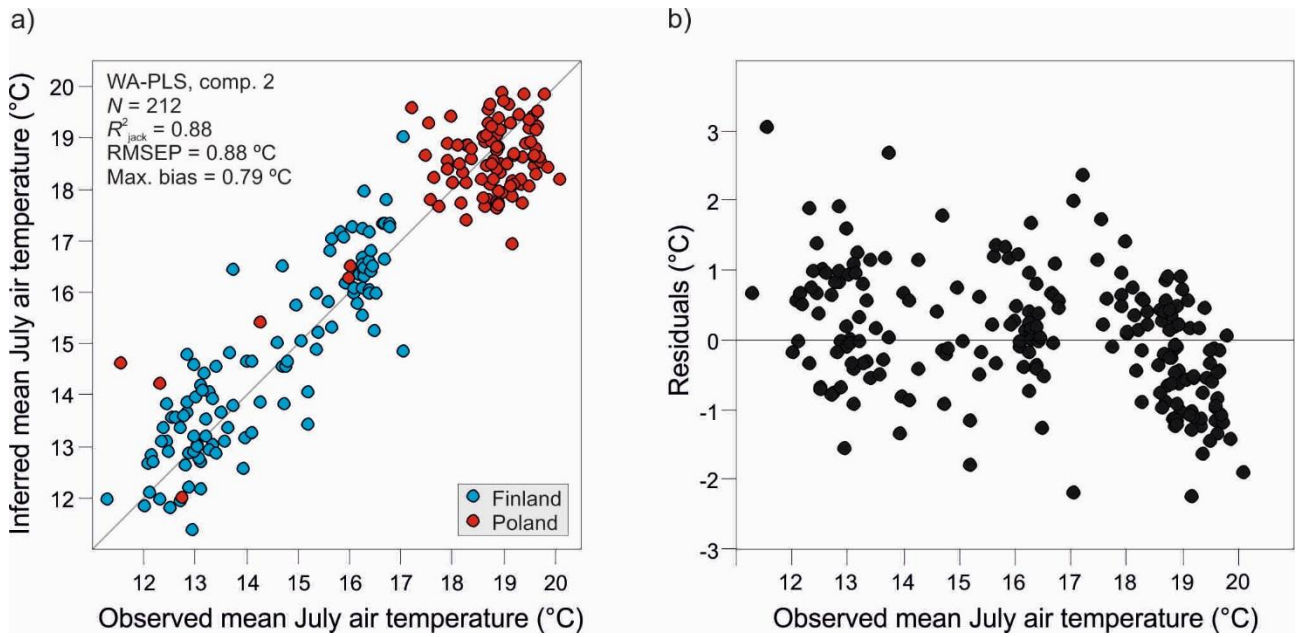 a)
WA-PLS, comp. 2
N = 212
R²jack = 0.88
RMSEP = 0.88 ºC
Max. bias = 0.79 ºC
Inferred mean July air temperature (°C)
20
19
18
17
16
15
14
13
12
Finland
Poland
12 13 14 15 16 17 18 19 20
Observed mean July air temperature (°C)
b)
Residuals (°C)
3
2
1
0
-1
-2
-3
12 13 14 15 16 17 18 19 20
Observed mean July air temperature (°C)